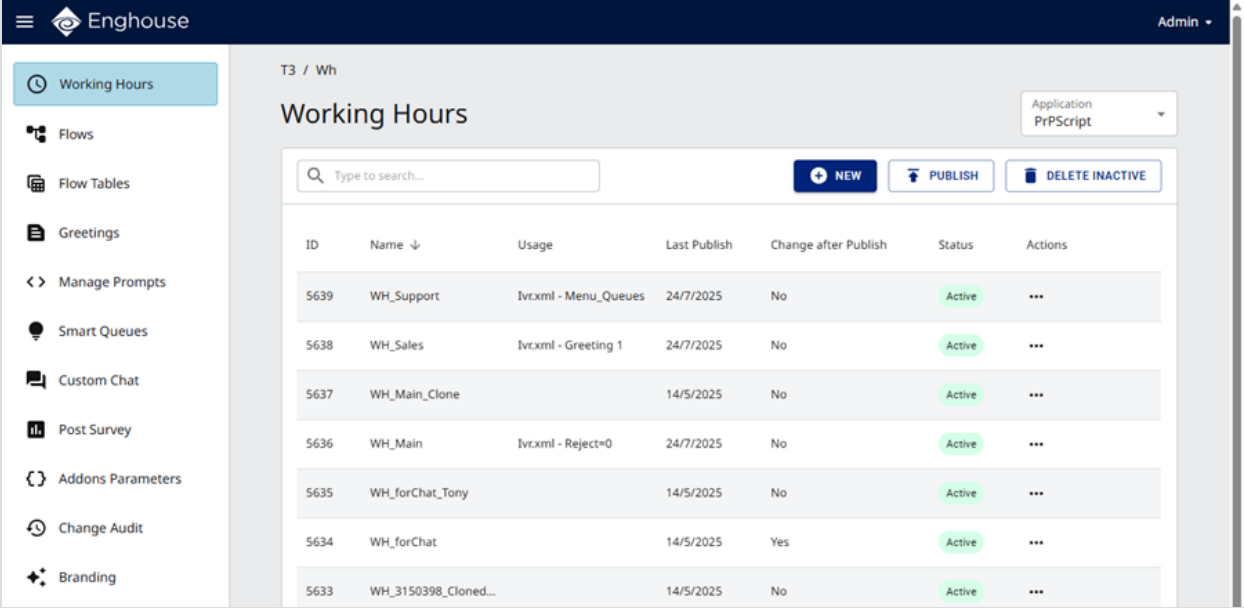 Enghouse
Admin
Working Hours
Flows
Flow Tables
Greetings
Manage Prompts
Smart Queues
Custom Chat
Post Survey
Addons Parameters
Change Audit
Branding
T3 / Wh
Working Hours
Application
PrPScript
Type to search...
NEW
PUBLISH
DELETE INACTIVE
ID Name Usage Last Publish Change after Publish Status Actions
5639 WH_Support Ivr.xml - Menu_Queues 24/7/2025 No Active
5638 WH_Sales Ivr.xml - Greeting 1 24/7/2025 No Active
5637 WH_Main_Clone 14/5/2025 No Active
5636 WH_Main Ivr.xml - Reject=0 24/7/2025 No Active
5635 WH_forChat_Tony 14/5/2025 No Active
5634 WH_forChat 14/5/2025 Yes Active
5633 WH_3150398_Cloned... 14/5/2025 No Active